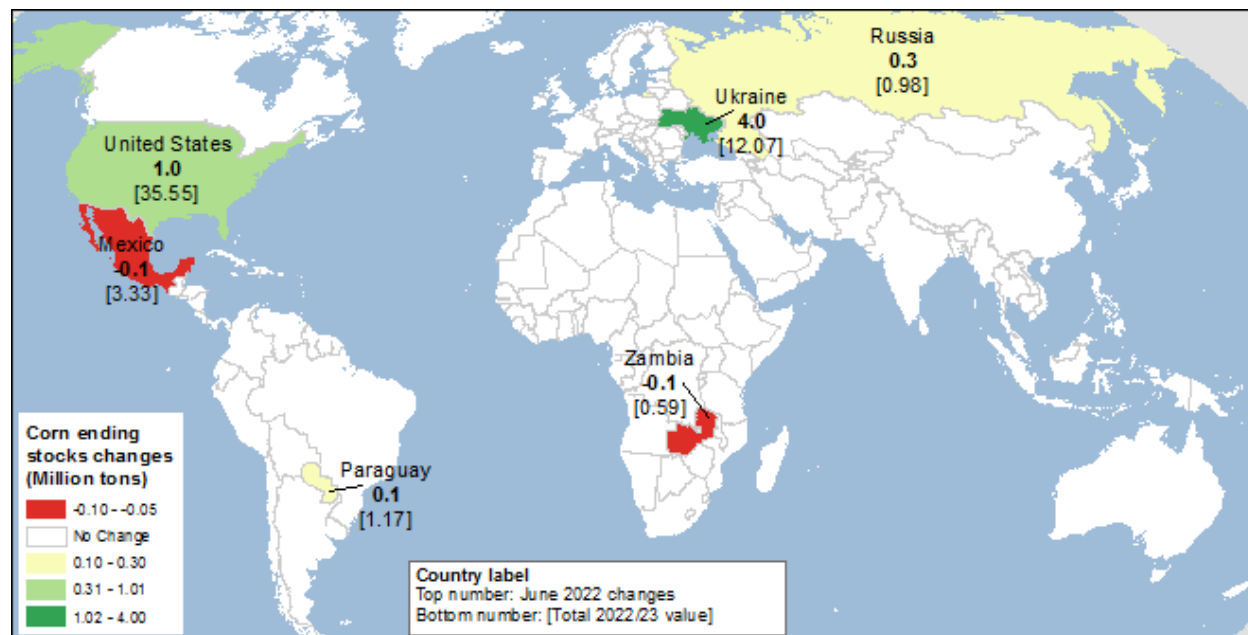 Russia
0.3
[0.98]
Ukraine
4.0
[12.07]
United States
1.0
[35.55]
Mexico
-0.1
[3.33]
Zambia
-0.1
[0.59]
Paraguay
0.1
[1.17]
Corn ending
stocks changes
(Million tons)
-0.10 - -0.05
No Change
0.10 - 0.30
0.31 - 1.01
1.02 - 4.00
Country label
Top number: June 2022 changes
Bottom number: [Total 2022/23 value]